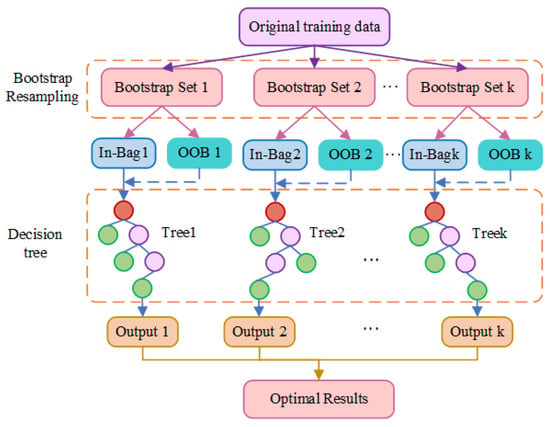 Original training data
Bootstrap
Resampling
Bootstrap Set 1
Bootstrap Set 2
...
Bootstrap Set k
In-Bag1
OOB 1
In-Bag2
OOB 2
...
In-Bagk
OOB k
Decision
tree
Tree1
Tree2
...
Treek
Output 1
Output 2
...
Output k
Optimal Results